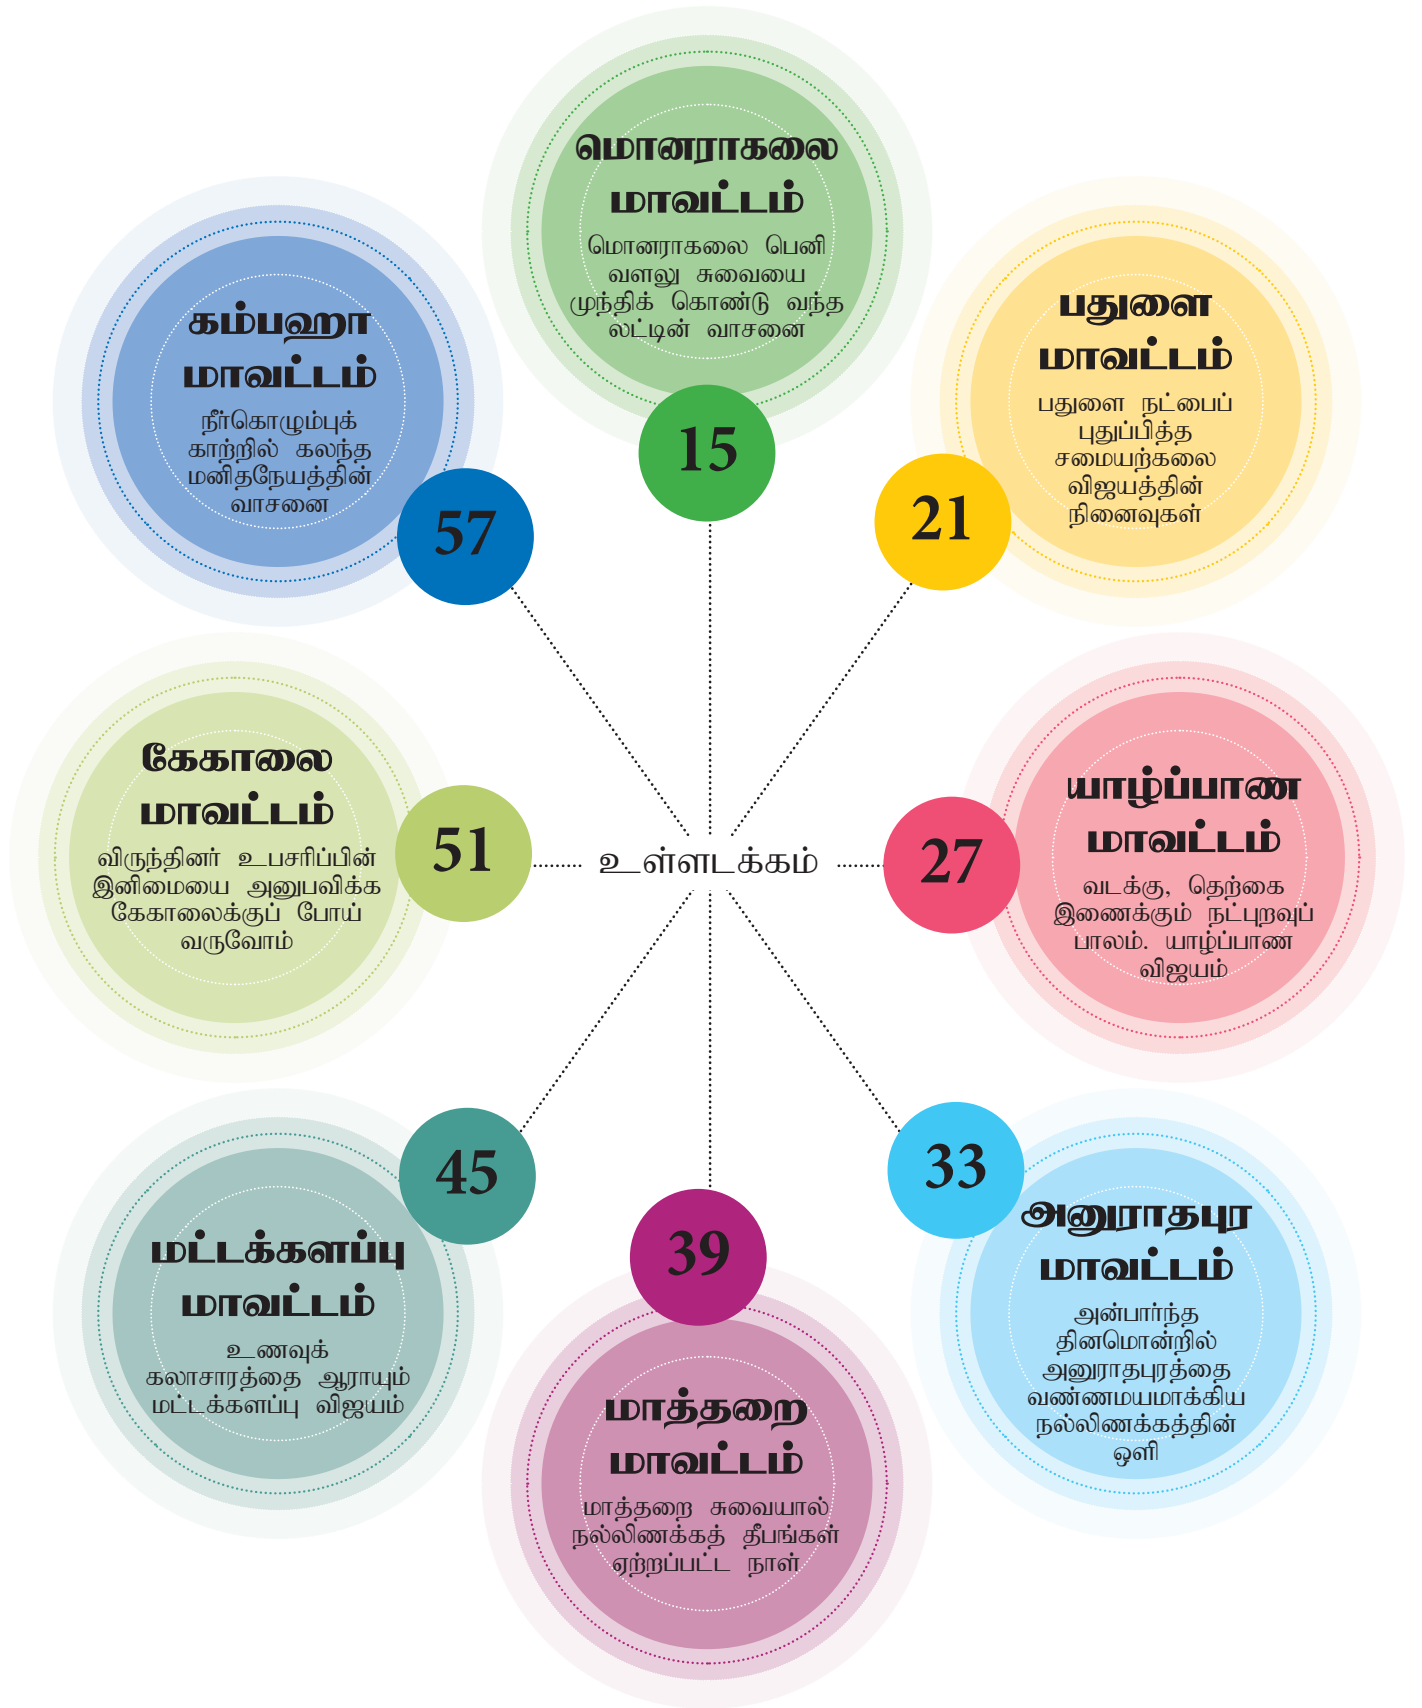 மொனராகலை
மாவட்டம்
மொனராகலை பெனி
வளலு சுவையை
முந்திக் கொண்டு வந்த
லட்டின் வாசனை
15
பதுளை
மாவட்டம்
பதுளை நட்பைப்
புதுப்பித்த
சமையற்கலை
விஜயத்தின்
நினைவுகள்
21
யாழ்ப்பாண
மாவட்டம்
வடக்கு, தெற்கை
இணைக்கும் நட்புறவுப்
பாலம். யாழ்ப்பாண
விஜயம்
27
அனுராதபுர
மாவட்டம்
அன்பார்ந்த
தினமொன்றில்
அனுராதபுரத்தை
வண்ணமயமாக்கிய
நல்லிணக்கத்தின்
ஒளி
33
மாத்தறை
மாவட்டம்
மாத்தறை சுவையால்
நல்லிணக்கத் தீபங்கள்
ஏற்றப்பட்ட நாள்
39
மட்டக்களப்பு
மாவட்டம்
உணவுக்
கலாசாரத்தை ஆராயும்
மட்டக்களப்பு விஜயம்
45
கேகாலை
மாவட்டம்
விருந்தினர் உபசரிப்பின்
இனிமையை அனுபவிக்க
கேகாலைக்குப் போய்
வருவோம்
51
கம்பஹா
மாவட்டம்
நீர்கொழும்புக்
காற்றில் கலந்த
மனிதநேயத்தின்
வாசனை
57
உள்ளடக்கம்